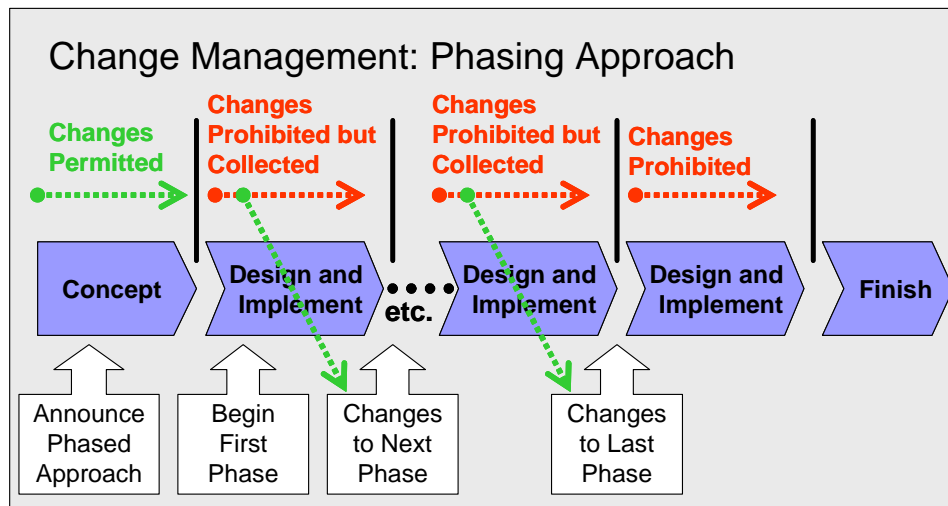 Change Management: Phasing Approach
Changes
Permitted
Changes
Prohibited but
Collected
Changes
Prohibited but
Collected
Changes
Prohibited
Concept
Design and
Implement
etc.
Design and
Implement
Design and
Implement
Finish
Announce
Phased
Approach
Begin
First
Phase
Changes
to Next
Phase
Changes
to Last
Phase